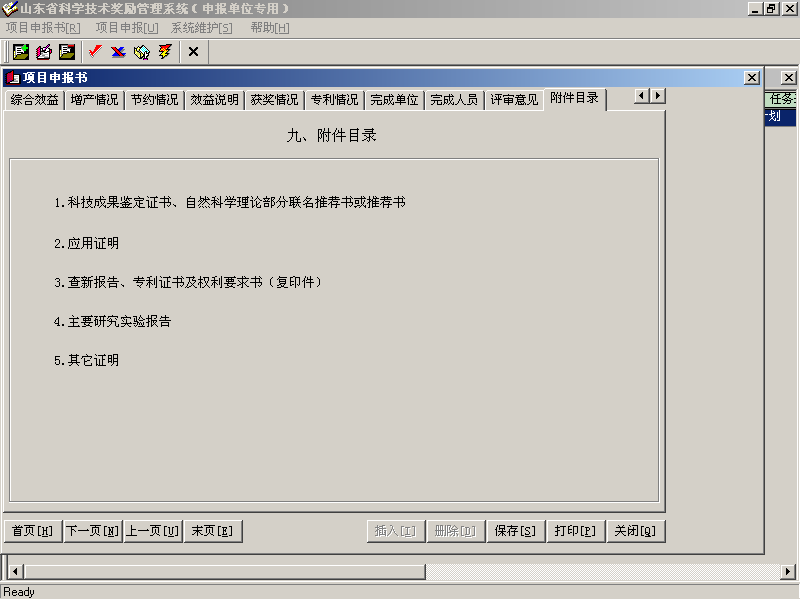 山东省科学技术奖励管理系统(申报单位专用)
项目申报书[R] 项目申报[U] 系统维护[S] 帮助[H]
项目申报书
任务:
综合效益 增产情况 节约情况 效益说明 获奖情况 专利情况 完成单位 完成人员 评审意见 附件目录
划
九、附件目录
1.科技成果鉴定证书、自然科学理论部分联名推荐书或推荐书
2.应用证明
3.查新报告、专利证书及权利要求书(复印件)
4.主要研究实验报告
5.其它证明
首页[H] 下一页[N] 上一页[U] 末页[E] 插入[I] 删除[D] 保存[S] 打印[P] 关闭[Q]
Ready